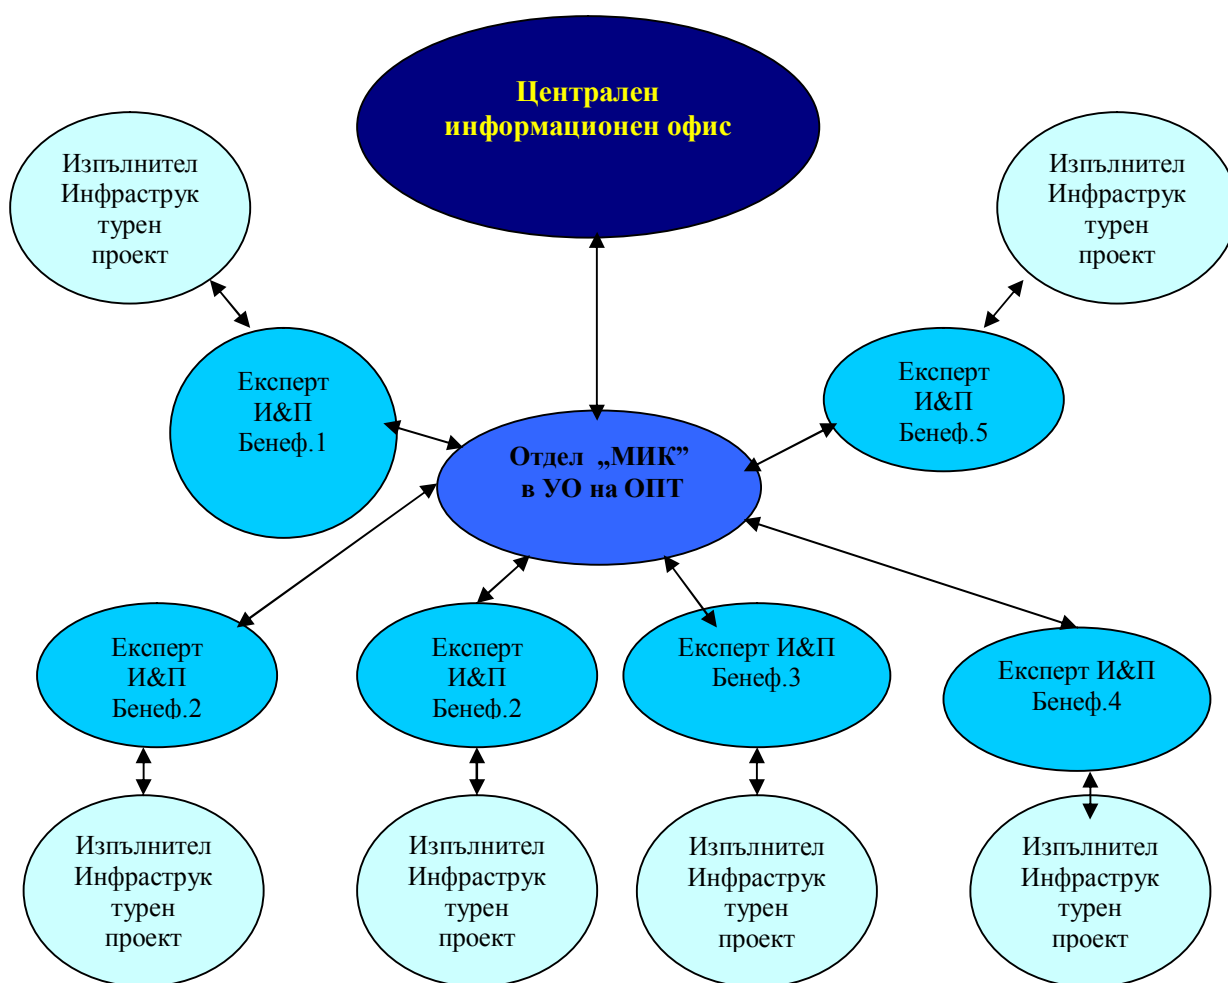 Централен
информационен офис
Изпълнител
Инфраструк
турен
проект
Изпълнител
Инфраструк
турен
проект
Експерт
И&П
Бенеф.1
Експерт
И&П
Бенеф.5
Отдел „МИК”
в УО на ОПТ
Експерт
И&П
Бенеф.2
Експерт
И&П
Бенеф.2
Експерт И&П
Бенеф.3
Експерт И&П
Бенеф.4
Изпълнител
Инфраструк
турен
проект
Изпълнител
Инфраструк
турен
проект
Изпълнител
Инфраструк
турен
проект
Изпълнител
Инфраструк
турен
проект